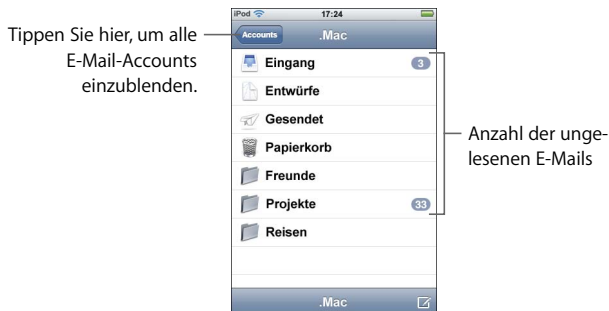 Tippen Sie hier, um alle
E-Mail-Accounts
einzublenden.
iPod 17:24
Accounts .Mac
Eingang 3
Entwürfe
Gesendet
Papierkorb
Freunde
Projekte 33
Reisen
.Mac
Anzahl der unge-
lesenen E-Mails